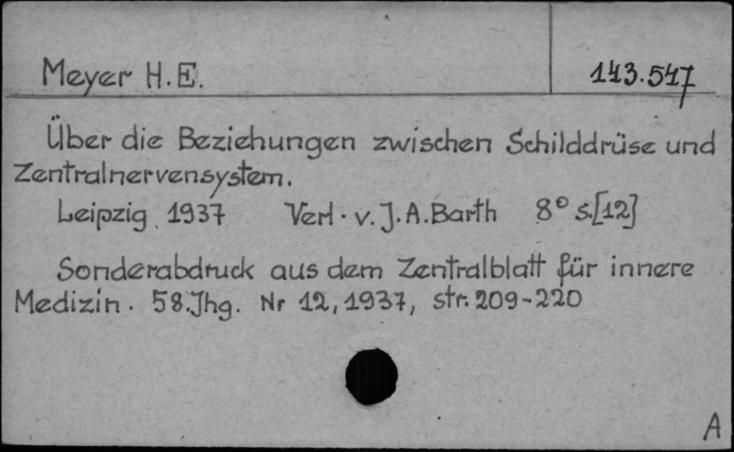 Meyer H.E. 143.547
Über die Beziehungen zwischen Schilddrüse und
Zentralnervensystem.
Leipzig, 1937 Verl. v. J.A.Barth 8° s.[12]
Sonderabdruck aus dem Zentralblatt für innere
Medizin. 58.Jhg. Nr 12, 1937, str. 209-220
A